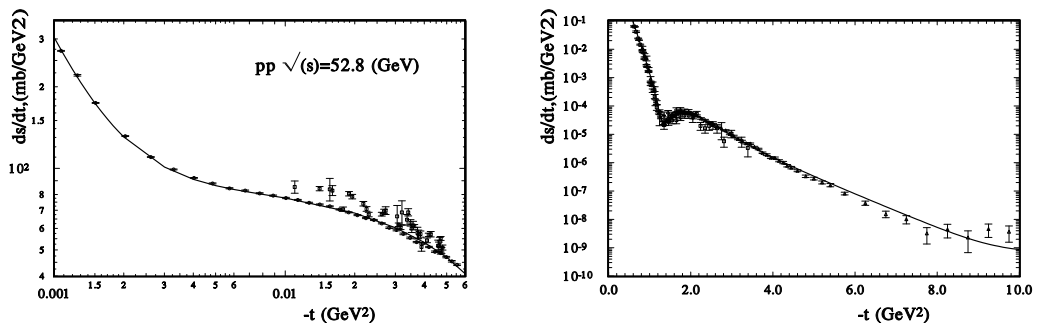 ds/dt,(mb/GeV2)
3
2
1.5
10²
8
7
6
5
4
pp √(s)=52.8 (GeV)
0.001 1.5 2 3 4 5 6 8 0.01 1.5 2 3 4 5 6
-t (GeV²)
ds/dt,(mb/GeV2)
10-1
10-2
10-3
10-4
10-5
10-6
10-7
10-8
10-9
10-10
0.0 2.0 4.0 6.0 8.0 10.0
-t (GeV²)